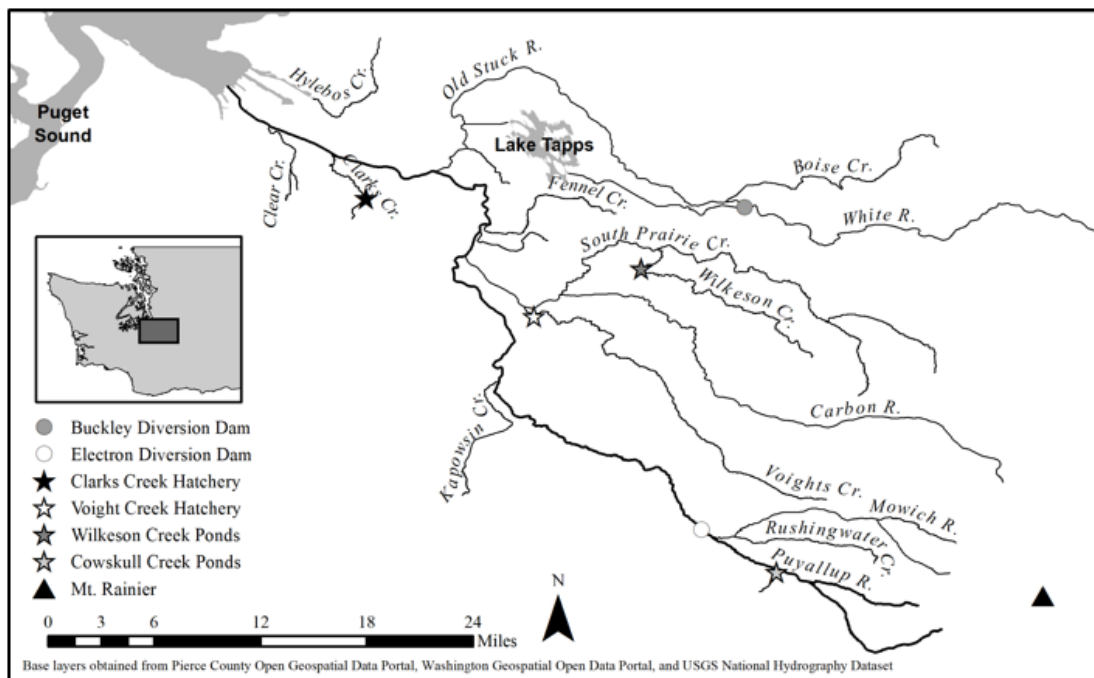 Puget
Sound
Hylebos Cr.
Old Stuck R.
Lake Tapps
Clear Cr.
Clarks Cr.
Fennel Cr.
Boise Cr.
White R.
South Prairie Cr.
Wilkeson Cr.
Carbon R.
Kapowsin Cr.
Voights Cr.
Mowich R.
Rushingwater Cr.
Puyallup R.
Buckley Diversion Dam
Electron Diversion Dam
Clarks Creek Hatchery
Voight Creek Hatchery
Wilkeson Creek Ponds
Cowskull Creek Ponds
Mt. Rainier
N
0 3 6 12 18 24
Miles
Base layers obtained from Pierce County Open Geospatial Data Portal, Washington Geospatial Open Data Portal, and USGS National Hydrography Dataset